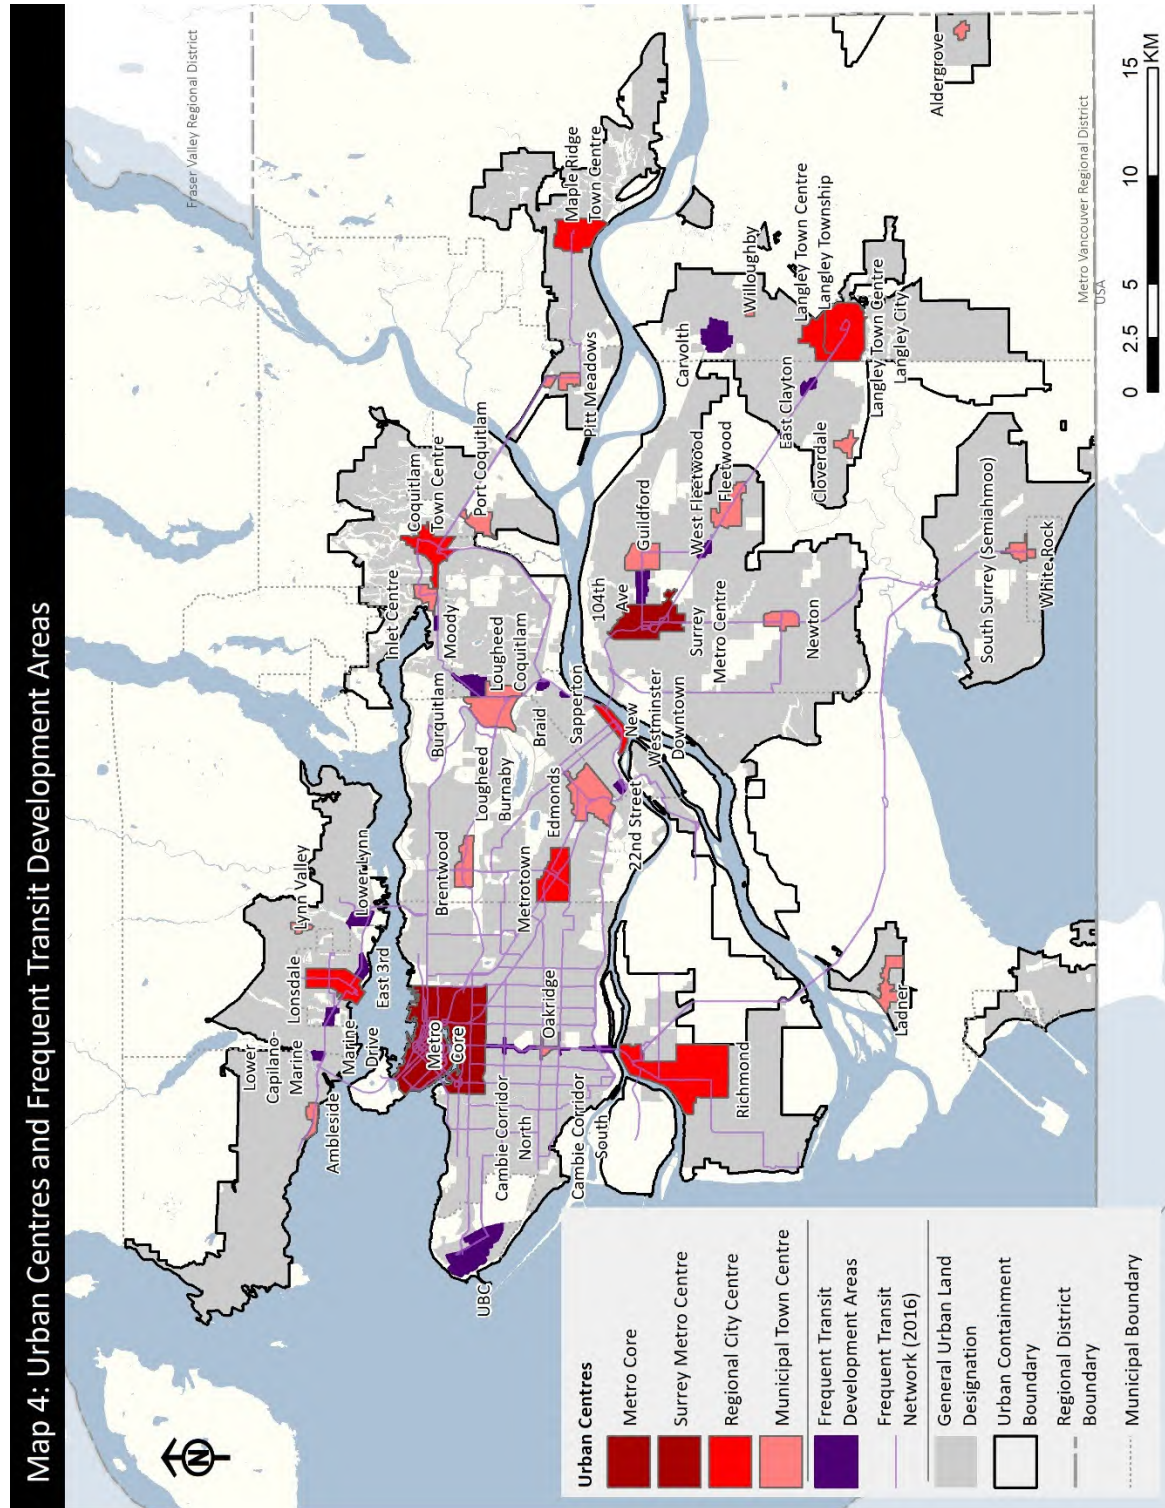 Map 4: Urban Centres and Frequent Transit Development Areas
Fraser Valley Regional District
N
Lower
Capilano-
Marine
Lonsdale
Lynn Valley
Ambleside
Marine
Drive
East 3rd
Lower Lynn
Inlet Centre
Coquitlam
Town Centre
Maple Ridge
Town Centre
UBC
Metro
Core
Burquitlam
Moody
Port Coquitlam
Brentwood
Lougheed
Burnaby
Lougheed
Coquitlam
Pitt Meadows
Cambie Corridor
North
Oakridge
Metrotown
Edmonds
Braid
Sapperton
Cambie Corridor
South
22nd Street
New
Westminster
Downtown
104th
Ave
Guildford
Carvolth
Willoughby
Richmond
Surrey
Metro Centre
West Fleetwood
Fleetwood
East Clayton
Langley Town Centre
Langley Township
Newton
Cloverdale
Langley Town Centre
Langley City
Ladner
South Surrey (Semiahmoo)
White Rock
Aldergrove
Metro Vancouver Regional District
USA
0 2.5 5 10 15
KM
Urban Centres
Metro Core
Surrey Metro Centre
Regional City Centre
Municipal Town Centre
Frequent Transit
Development Areas
Frequent Transit
Network (2016)
General Urban Land
Designation
Urban Containment
Boundary
Regional District
Boundary
Municipal Boundary